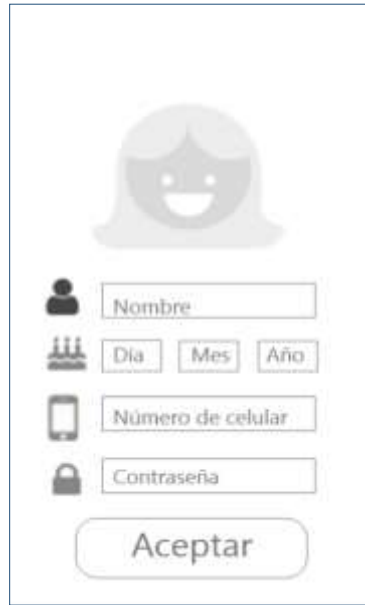 Nombre
Día Mes Año
Número de celular
Contraseña
Aceptar